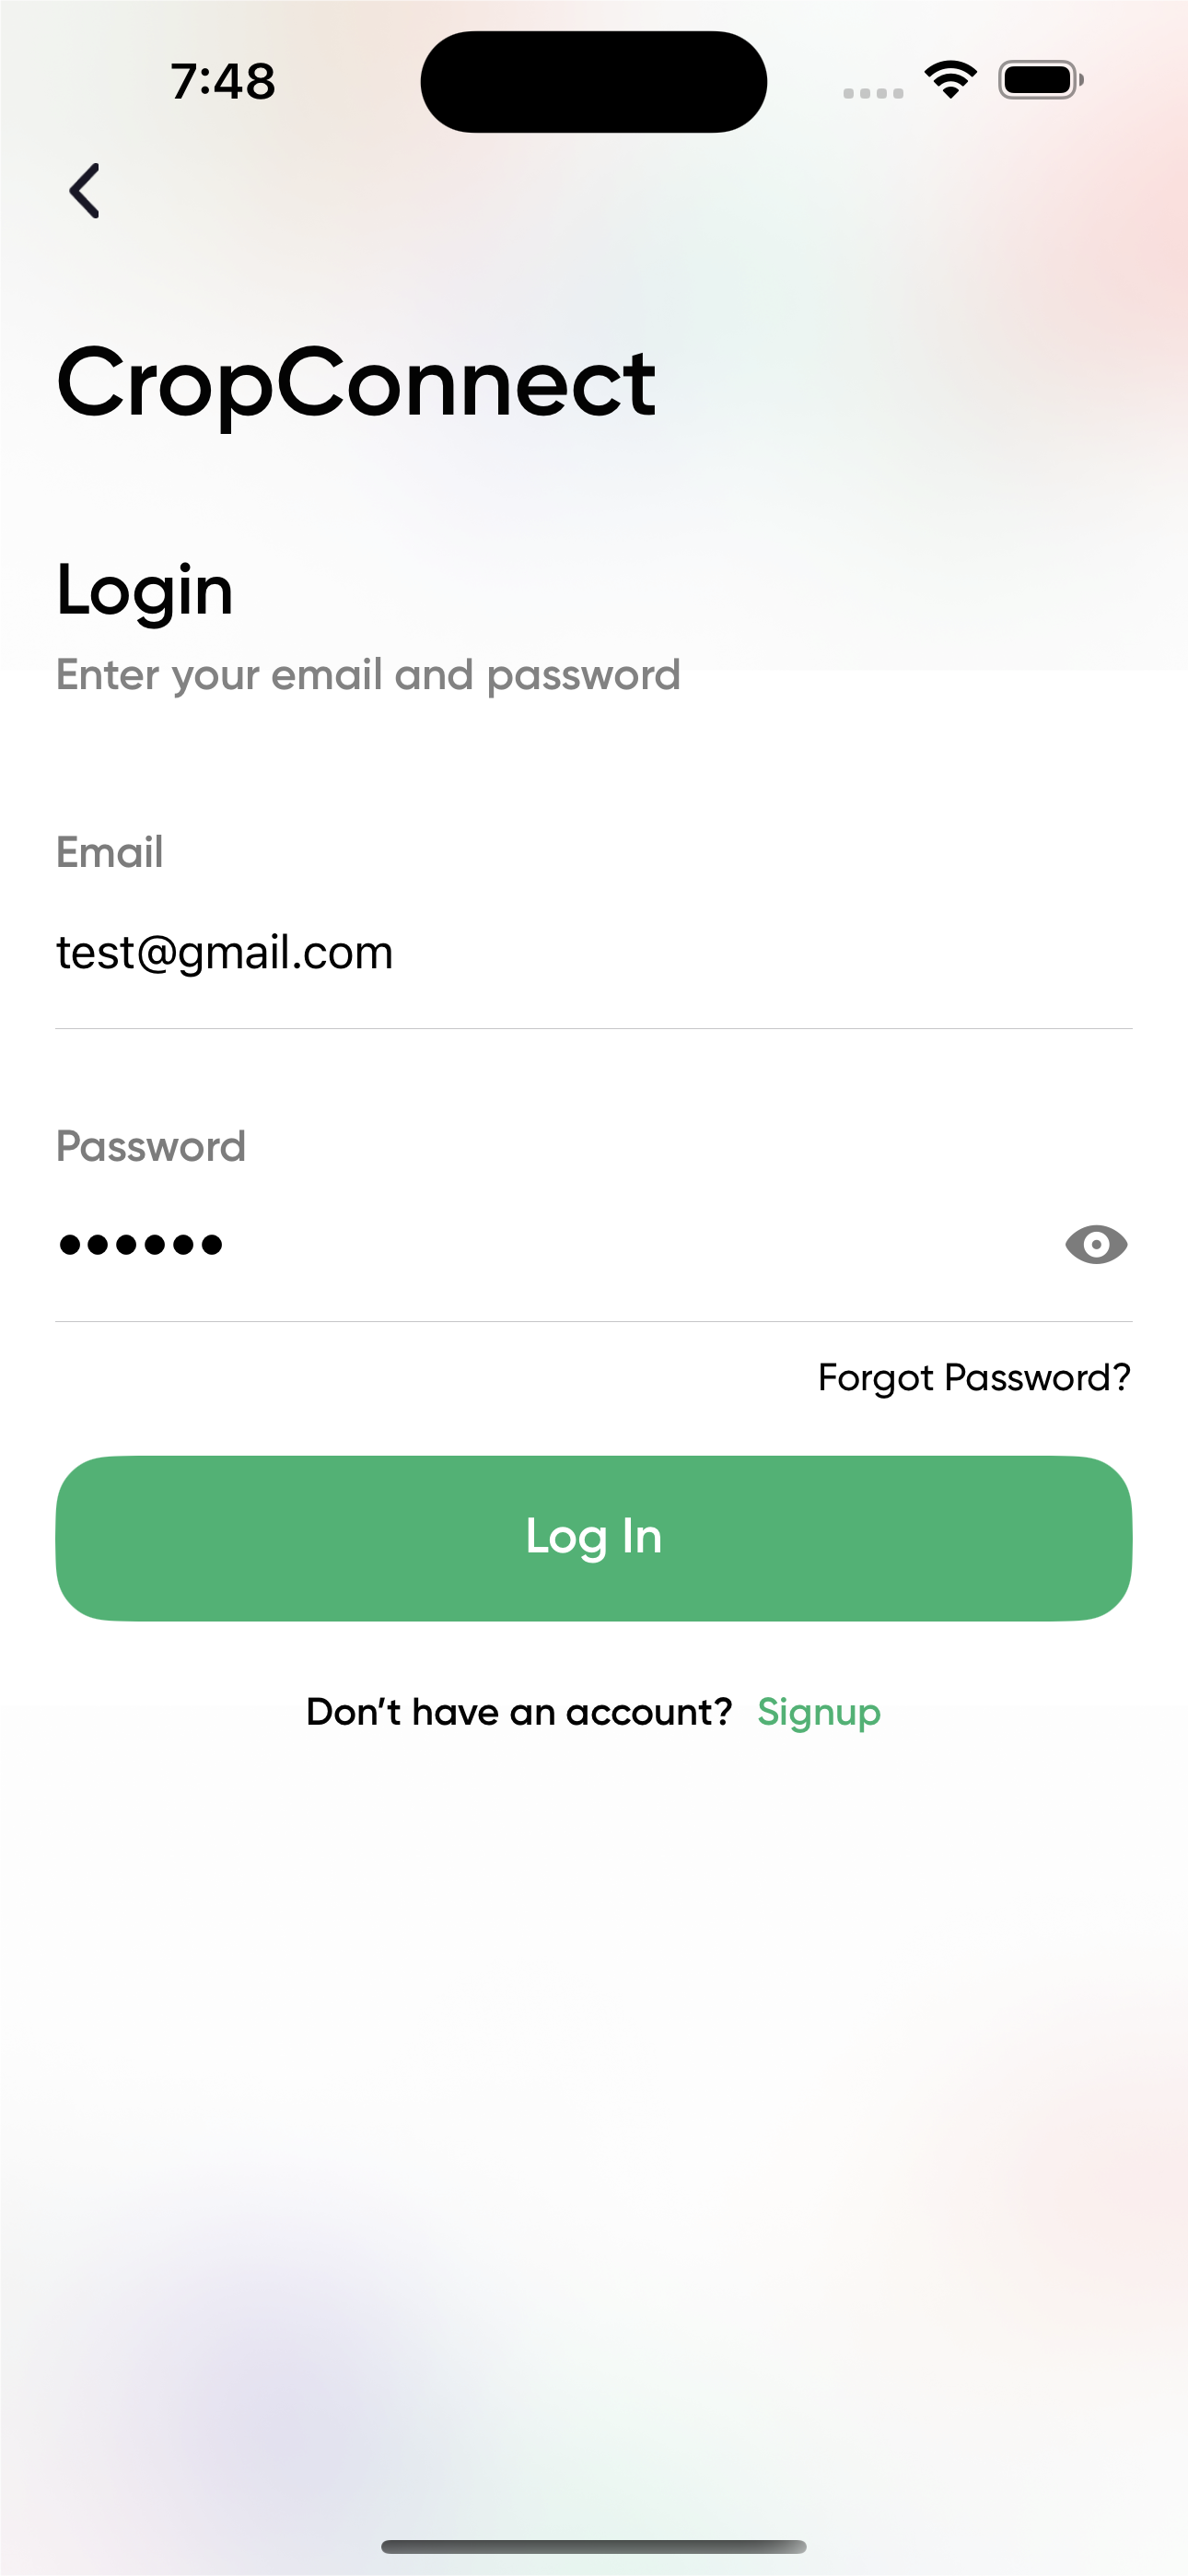 7:48
CropConnect
Login
Enter your email and password
Email
test@gmail.com
Password
••••••
Forgot Password?
Log In
Don’t have an account? Signup